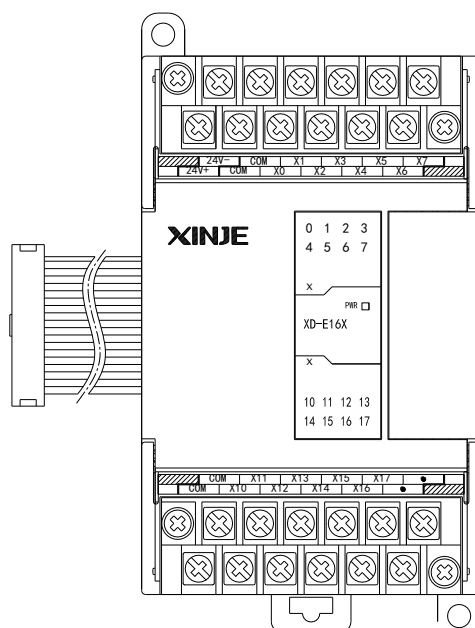 24V- COM X1 X3 X5 X7
24V+ COM X0 X2 X4 X6
XINJE
0 1 2 3
4 5 6 7
X
PWR
XD-E16X
X
10 11 12 13
14 15 16 17
COM X11 X13 X15 X17
COM X10 X12 X14 X16